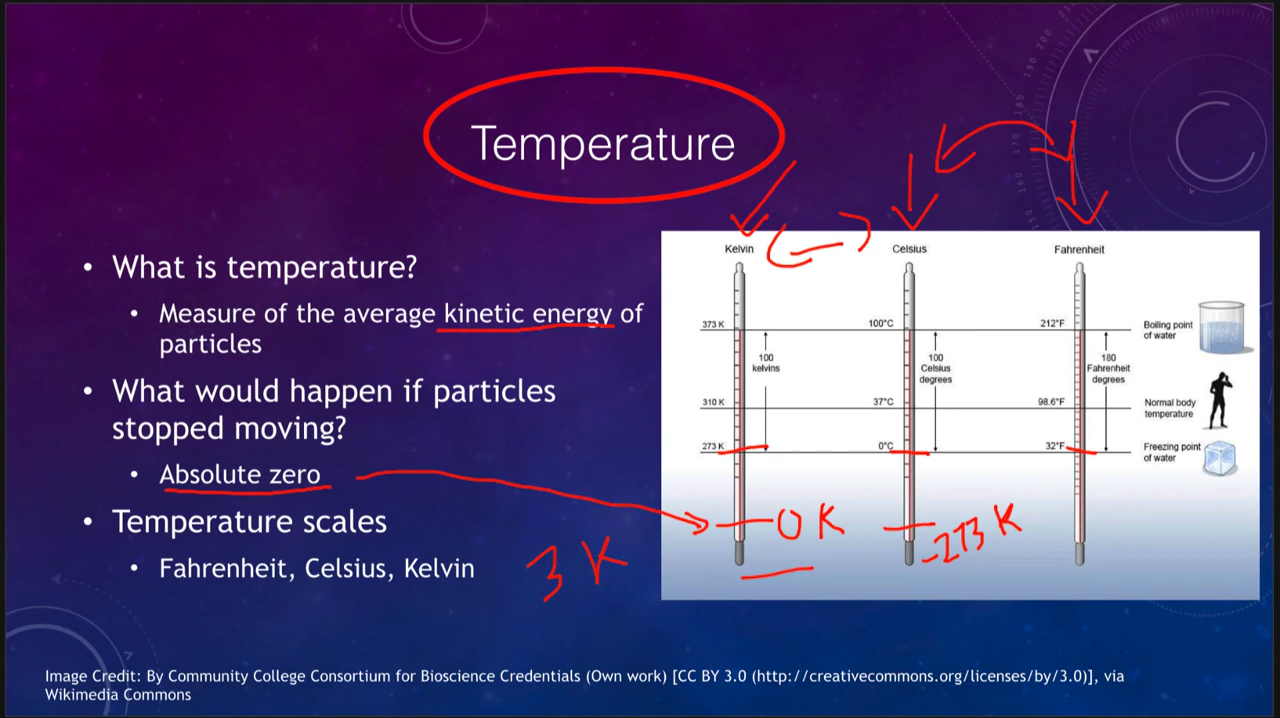 Temperature
• What is temperature?
• Measure of the average kinetic energy of
particles
• What would happen if particles
stopped moving?
• Absolute zero
• Temperature scales
• Fahrenheit, Celsius, Kelvin
3 K
Kelvin
Celsius
Fahrenheit
373 K
100°C
212°F
Boiling point
of water
100
kelvins
100
Celsius
degrees
180
Fahrenheit
degrees
310 K
37°C
98.6°F
Normal body
temperature
273 K
0°C
32°F
Freezing point
of water
0 K
-273 K
Image Credit: By Community College Consortium for Bioscience Credentials (Own work) [CC BY 3.0 (http://creativecommons.org/licenses/by/3.0)], via
Wikimedia Commons